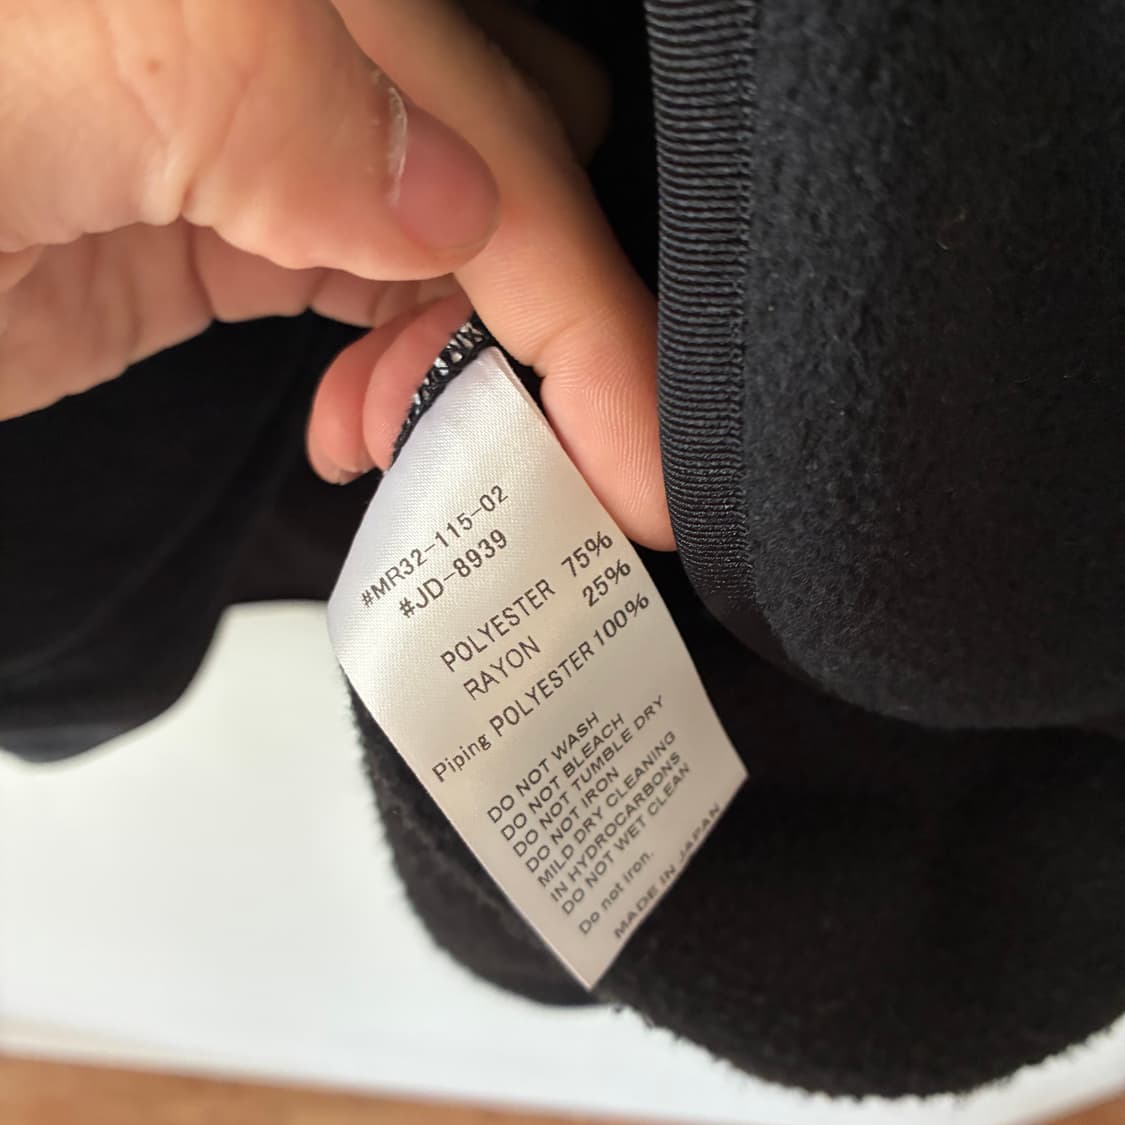 #MR32-115-02
#JD-8939
POLYESTER 75%
RAYON 25%
Piping POLYESTER 100%
DO NOT WASH
DO NOT BLEACH
DO NOT TUMBLE DRY
DO NOT IRON
MILD DRY CLEANING
IN HYDROCARBONS
DO NOT WET CLEAN
Do not iron.
MADE IN JAPAN